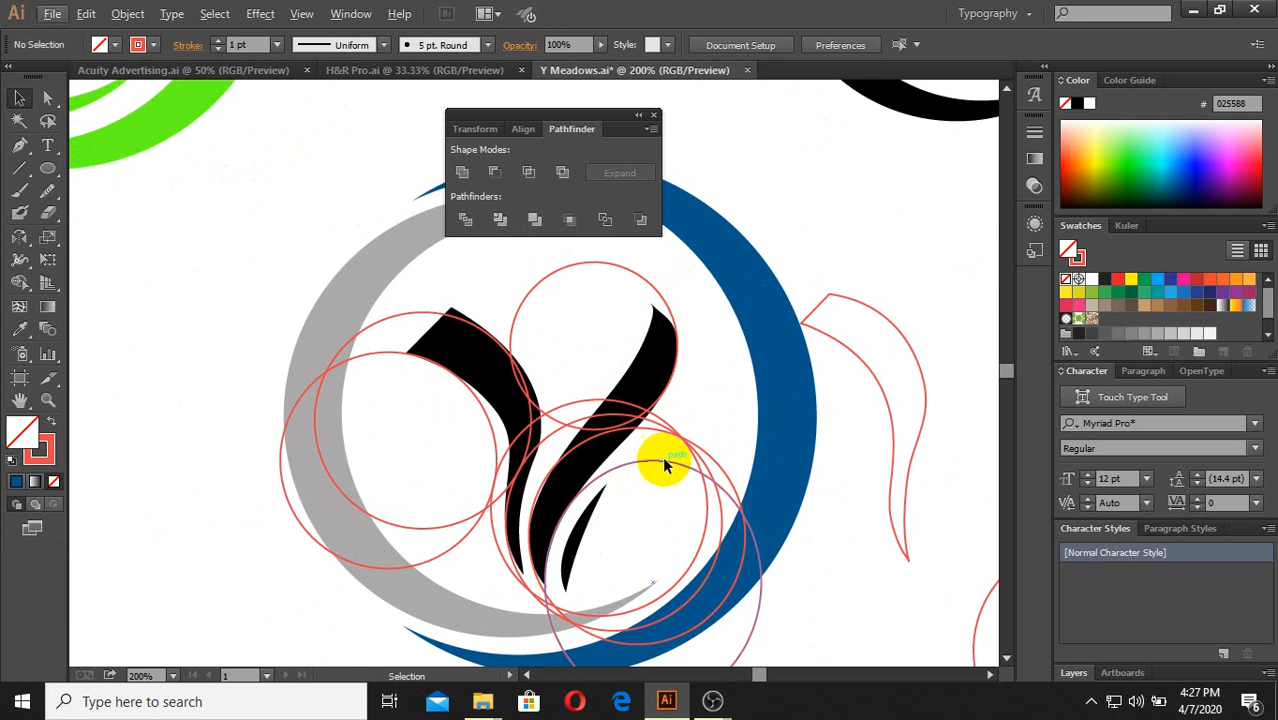 Ai File Edit Object Type Select Effect View Window Help Br Typography
No Selection Stroke: 1 pt Uniform 5 pt. Round Opacity: 100% Style: Document Setup Preferences
Acuity Advertising.ai @ 50% (RGB/Preview) × H&R Pro.ai @ 33.33% (RGB/Preview) × Y Meadows.ai* @ 200% (RGB/Preview) ×
Color Color Guide
# 025588
Transform Align Pathfinder
Shape Modes:
Expand
Pathfinders:
Swatches Kuler
Character Paragraph OpenType
Touch Type Tool
Myriad Pro*
Regular
12 pt (14.4 pt)
Auto 0
Character Styles Paragraph Styles
[Normal Character Style]
path
Layers Artboards
200% 1 Selection
Type here to search
Ai
4:27 PM
4/7/2020
6